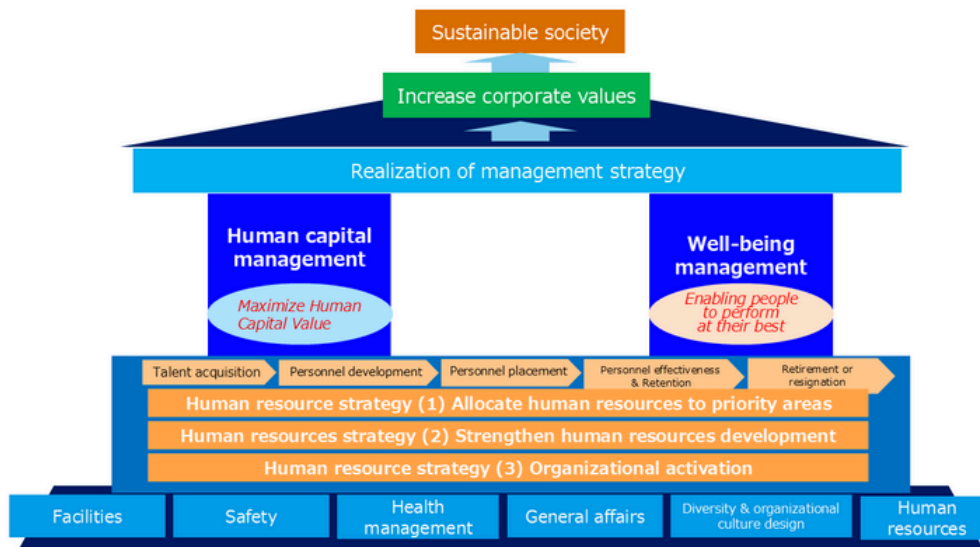 Sustainable society
Increase corporate values
Realization of management strategy
Human capital
management
Maximize Human
Capital Value
Well-being
management
Enabling people
to perform
at their best
Talent acquisition
Personnel development
Personnel placement
Personnel effectiveness
& Retention
Retirement or
resignation
Human resource strategy (1) Allocate human resources to priority areas
Human resources strategy (2) Strengthen human resources development
Human resource strategy (3) Organizational activation
Facilities
Safety
Health
management
General affairs
Diversity & organizational
culture design
Human
resources